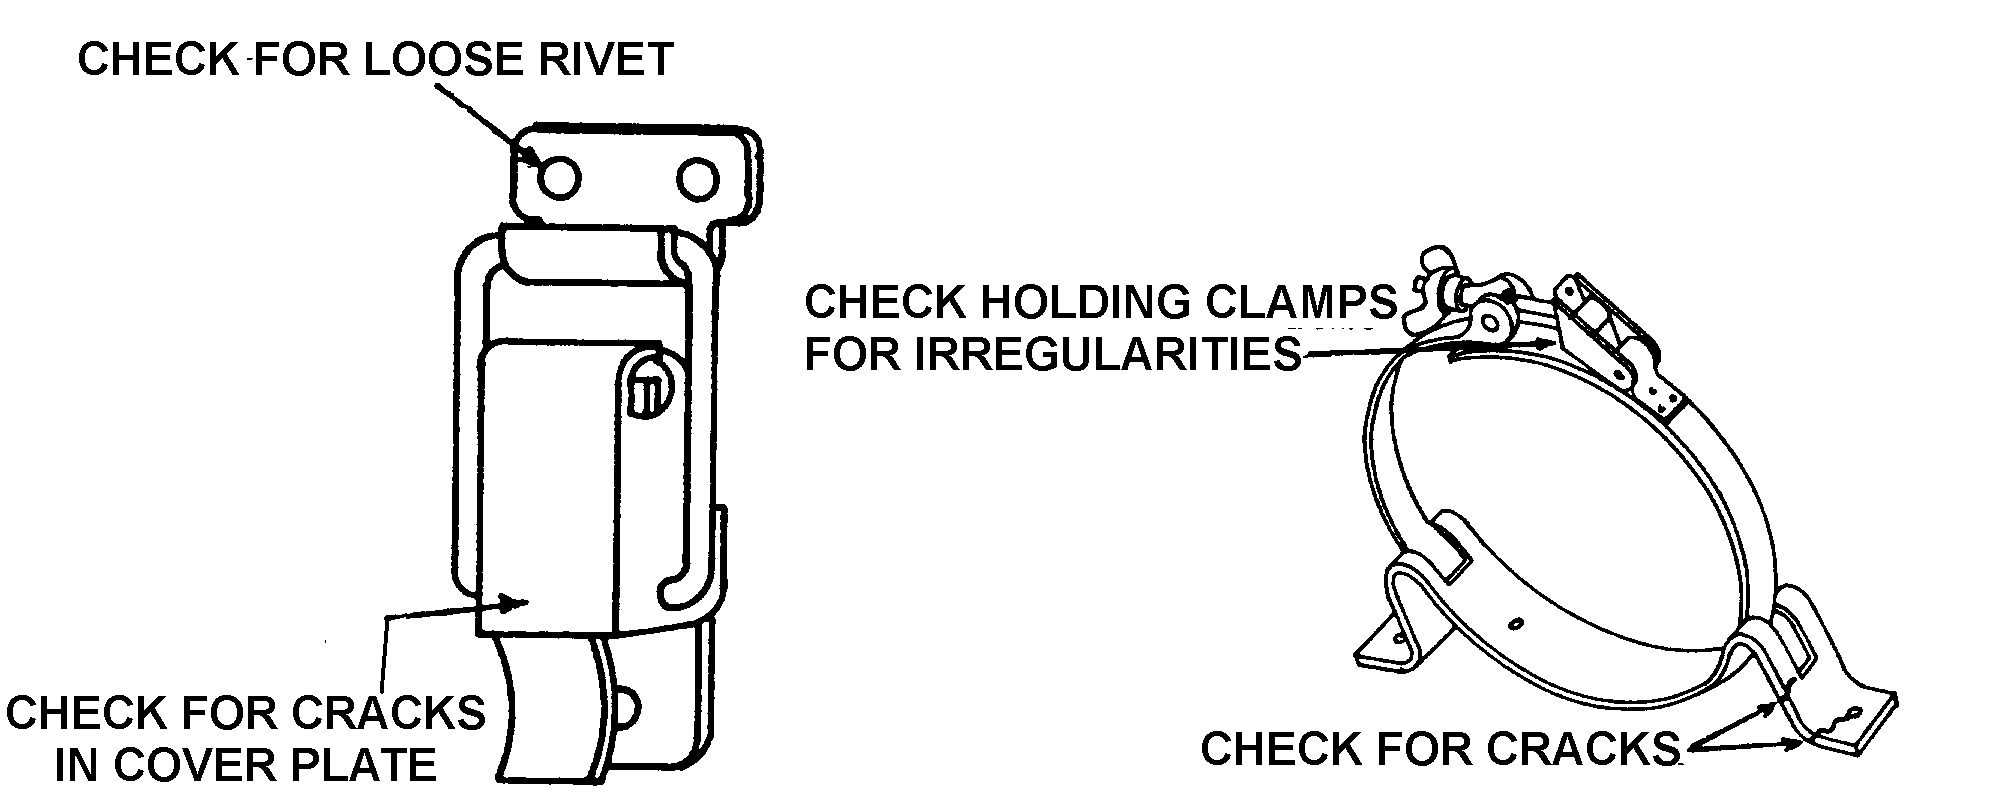 CHECK FOR LOOSE RIVET
CHECK HOLDING CLAMPS
FOR IRREGULARITIES
CHECK FOR CRACKS
IN COVER PLATE
CHECK FOR CRACKS